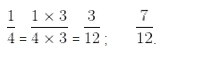 1/4 = 1 × 3/4 × 3 = 3/12 ; 7/12.